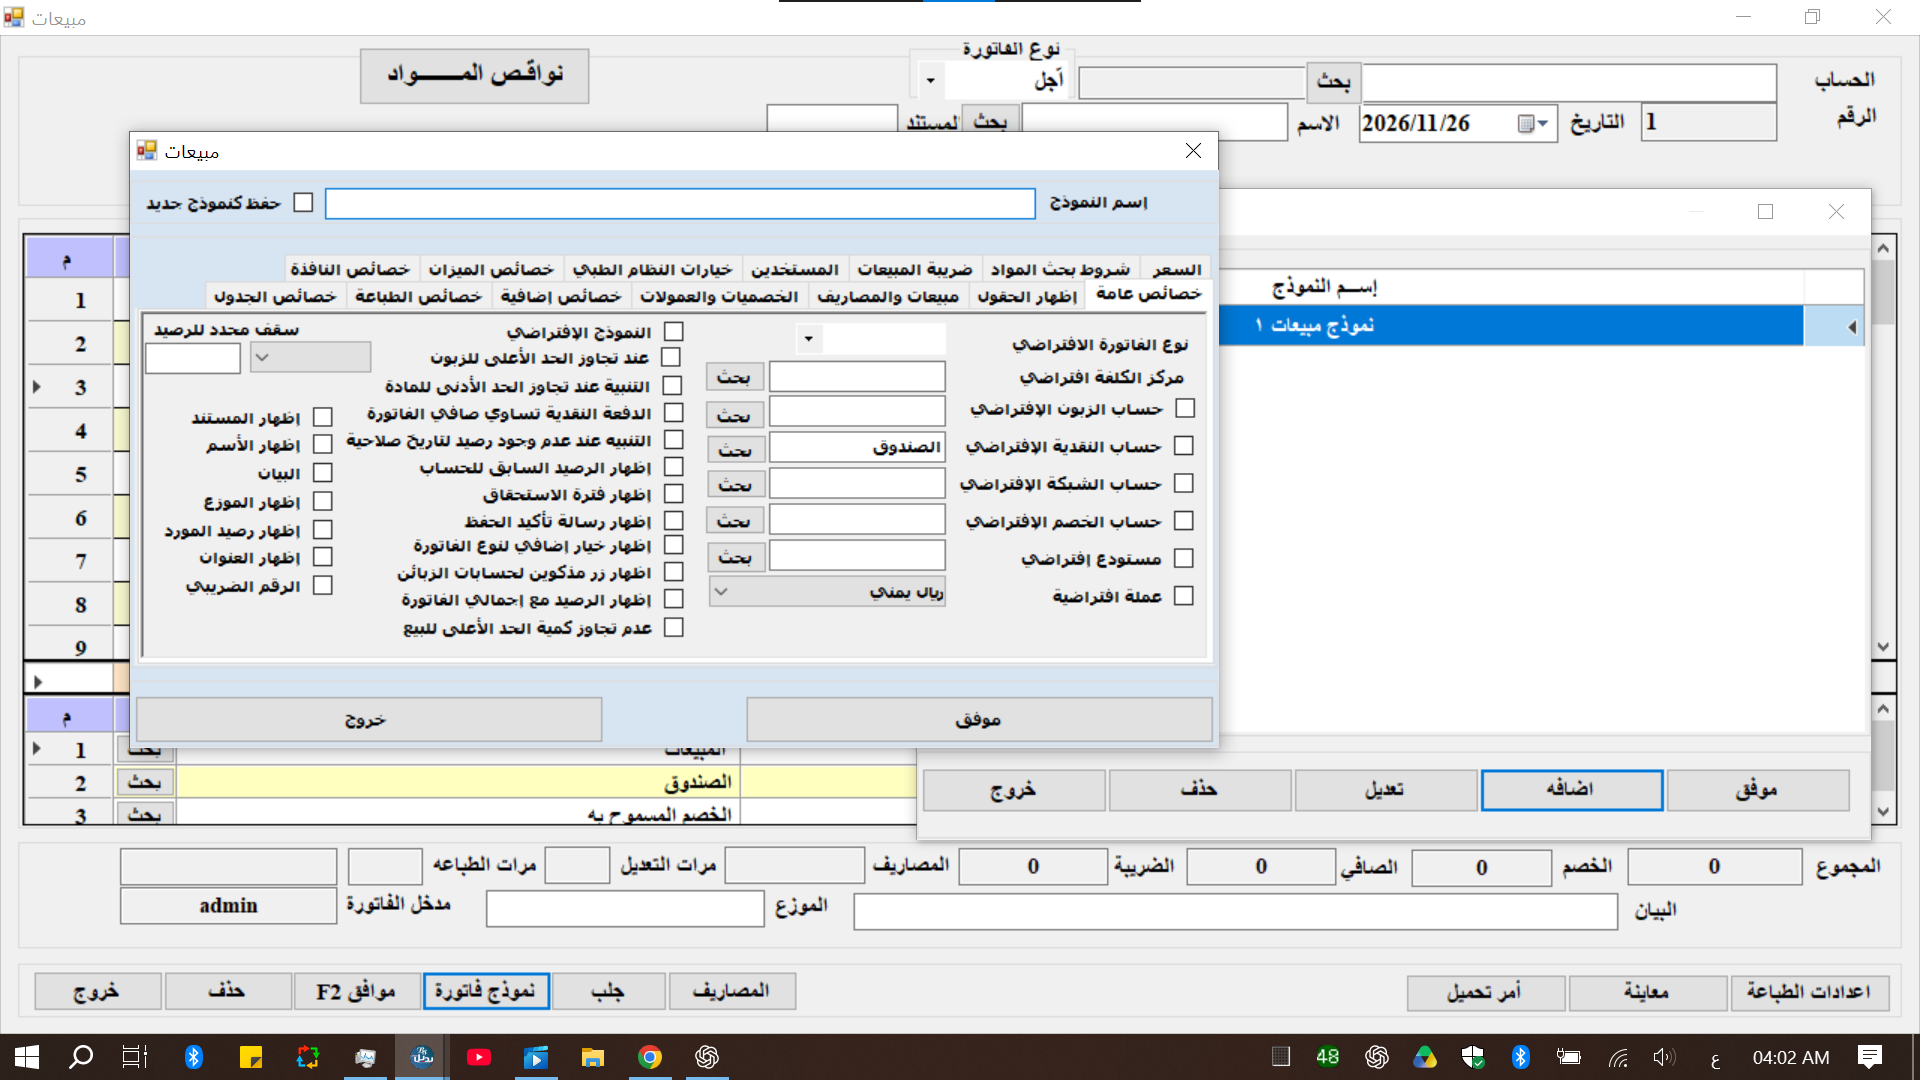 مبيعات
نواقص المــــــواد
نوع الفاتورة
آجل
بحث
الحساب
المستند
بحث
الاسم
2026/11/26
التاريخ
1
الرقم
مبيعات
إسم النموذج
حفظ كنموذج جديد
السعر
شروط بحث المواد
ضريبة المبيعات
المستخدين
خيارات النظام الطبي
خصائص الميزان
خصائص النافذة
خصائص عامة
إظهار الحقول
مبيعات والمصاريف
الخصميات والعمولات
خصائص إضافية
خصائص الطباعة
خصائص الجدول
نوع الفاتورة الافتراضي
مركز الكلفة افتراضي
بحث
حساب الزبون الإفتراضي
بحث
حساب النقدية الإفتراضي
الصندوق
بحث
حساب الشبكة الإفتراضي
بحث
حساب الخصم الإفتراضي
بحث
مستودع إفتراضي
بحث
عملة افتراضية
ريال يمني
النموذج الإفتراضي
عند تجاوز الحد الأعلى للزبون
التنبية عند تجاوز الحد الأدنى للمادة
الدفعة النقدية تساوي صافي الفاتورة
التنبيه عند عدم وجود رصيد لتاريخ صلاحية
إظهار الرصيد السابق للحساب
إظهار فترة الاستحقاق
إظهار رسالة تأكيد الحفظ
إظهار خيار إضافي لنوع الفاتورة
اظهار زر مذكوين لحسابات الزبائن
إظهار الرصيد مع إجمالي الفاتورة
عدم تجاوز كمية الحد الأعلى للبيع
سقف محدد للرصيد
إظهار المستند
إظهار الأسم
البيان
إظهار الموزع
إظهار رصيد المورد
إظهار العنوان
الرقم الضريبي
موفق
خروج
إســـم النموذج
نموذج مبيعات ١
موفق
اضافه
تعديل
حذف
خروج
م
1
2
3
4
5
6
7
8
9
م
1
بحث
المبيعات
2
بحث
الصندوق
3
بحث
الخصم المسموح به
المجموع
0
الخصم
0
الصافي
0
الضريبة
0
المصاريف
مرات التعديل
مرات الطباعه
البيان
الموزع
مدخل الفاتورة
admin
اعدادات الطباعة
معاينة
أمر تحميل
المصاريف
جلب
نموذج فاتورة
موافق F2
حذف
خروج
48
ع
04:02 AM